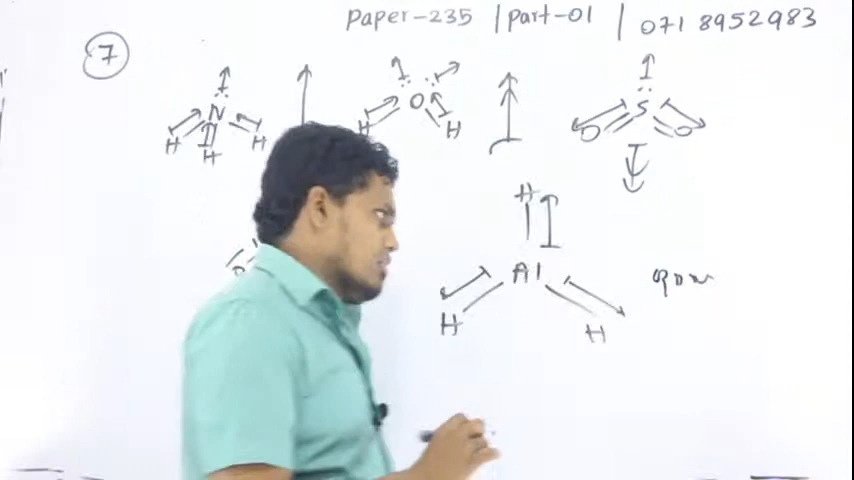 Paper-235 | Part-01 | 071 8952983
7
N H H H
O H H
S O O
H
Al
H H